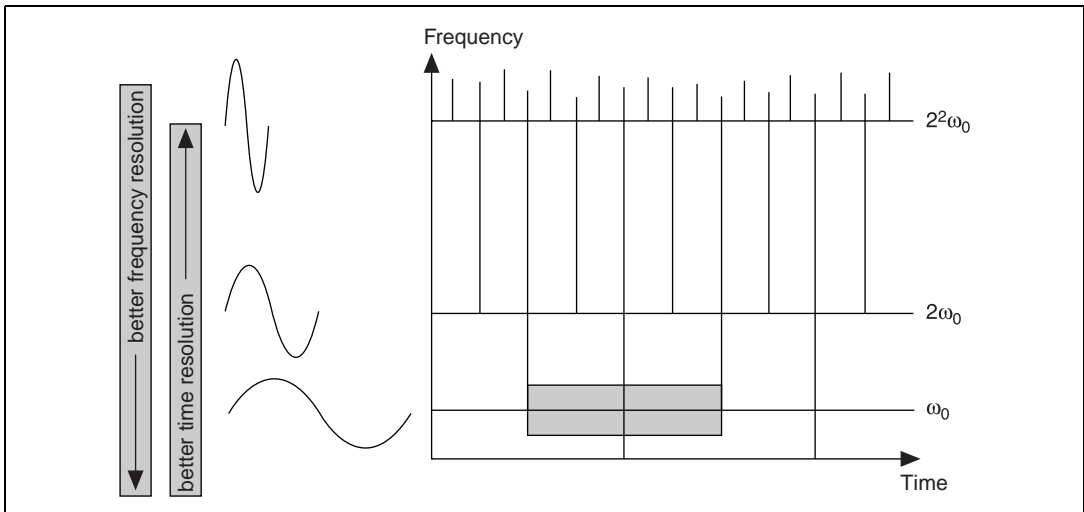 better frequency resolution
better time resolution
Frequency
2²ω₀
2ω₀
ω₀
Time